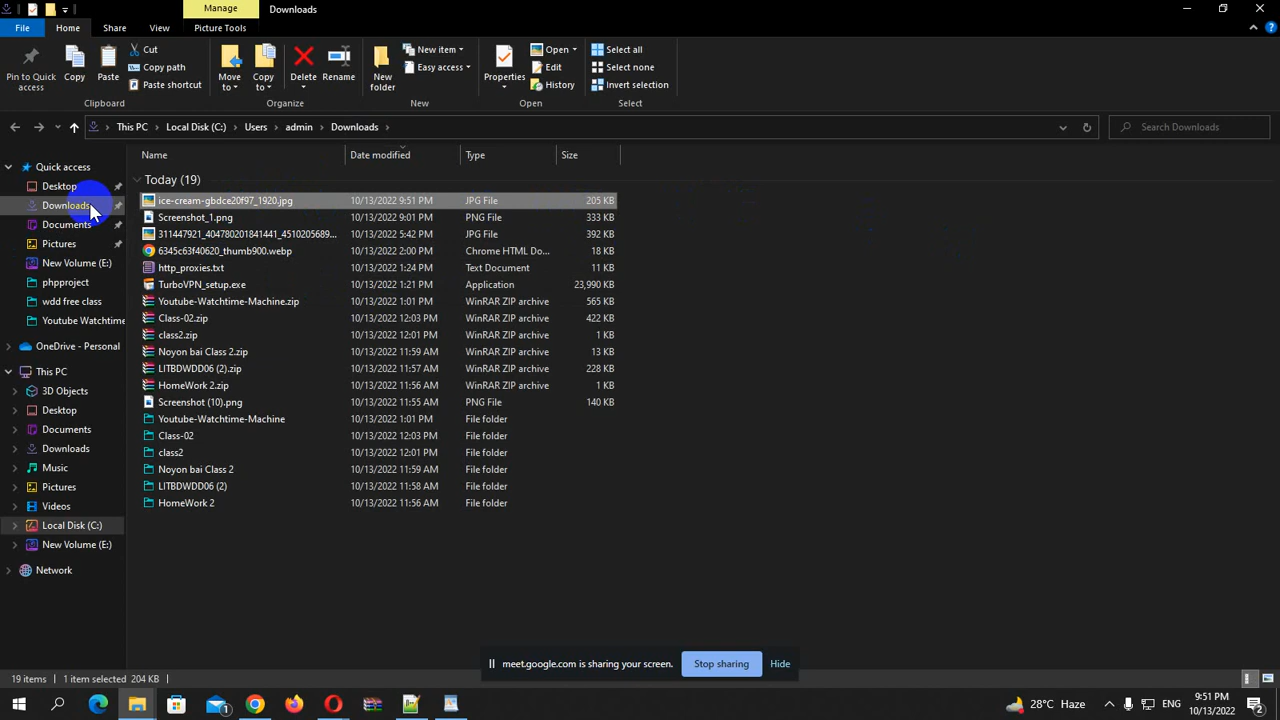 Manage
Downloads
File
Home
Share
View
Picture Tools
Pin to Quick access
Copy
Paste
Cut
Copy path
Paste shortcut
Clipboard
Move to
Copy to
Delete
Rename
Organize
New folder
New item
Easy access
New
Properties
Open
Edit
History
Open
Select all
Select none
Invert selection
Select
This PC
Local Disk (C:)
Users
admin
Downloads
Search Downloads
Quick access
Desktop
Downloads
Documents
Pictures
New Volume (E:)
phpproject
wdd free class
Youtube Watchtime
OneDrive - Personal
This PC
3D Objects
Desktop
Documents
Downloads
Music
Pictures
Videos
Local Disk (C:)
New Volume (E:)
Network
Name Date modified Type Size
Today (19)
ice-cream-gbdce20f97_1920.jpg 10/13/2022 9:51 PM JPG File 205 KB
Screenshot_1.png 10/13/2022 9:01 PM PNG File 333 KB
311447921_404780201841441_4510205689... 10/13/2022 5:42 PM JPG File 392 KB
6345c63f40620_thumb900.webp 10/13/2022 4:31 PM Chrome HTML Do... 18 KB
http_proxies.txt 10/13/2022 1:24 PM Text Document 11 KB
TurboVPN_setup.exe 10/13/2022 1:21 PM Application 23,990 KB
Youtube-Watchtime-Machine.zip 10/13/2022 1:01 PM WinRAR ZIP archive 565 KB
Class-02.zip 10/13/2022 12:03 PM WinRAR ZIP archive 422 KB
class2.zip 10/13/2022 12:01 PM WinRAR ZIP archive 1 KB
Noyon bai Class 2.zip 10/13/2022 11:59 AM WinRAR ZIP archive 13 KB
LITBDWDD06 (2).zip 10/13/2022 11:57 AM WinRAR ZIP archive 228 KB
HomeWork 2.zip 10/13/2022 11:56 AM WinRAR ZIP archive 1 KB
Screenshot (10).png 10/13/2022 11:55 AM PNG File 140 KB
Youtube-Watchtime-Machine 10/13/2022 1:01 PM File folder
Class-02 10/13/2022 12:03 PM File folder
class2 10/13/2022 12:01 PM File folder
Noyon bai Class 2 10/13/2022 11:59 AM File folder
LITBDWDD06 (2) 10/13/2022 11:58 AM File folder
HomeWork 2 10/13/2022 11:56 AM File folder
meet.google.com is sharing your screen.
Stop sharing
Hide
19 items
1 item selected 204 KB
28°C Haze
9:51 PM
10/13/2022
1
2